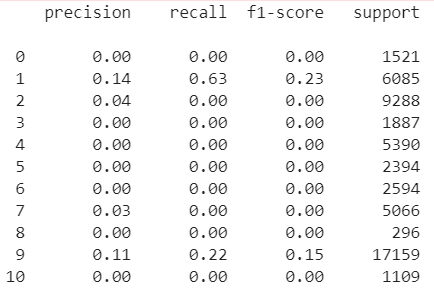 precision recall f1-score support
0 0.00 0.00 0.00 1521
1 0.14 0.63 0.23 6085
2 0.04 0.00 0.00 9288
3 0.00 0.00 0.00 1887
4 0.00 0.00 0.00 5390
5 0.00 0.00 0.00 2394
6 0.00 0.00 0.00 2594
7 0.03 0.00 0.00 5066
8 0.00 0.00 0.00 296
9 0.11 0.22 0.15 17159
10 0.00 0.00 0.00 1109